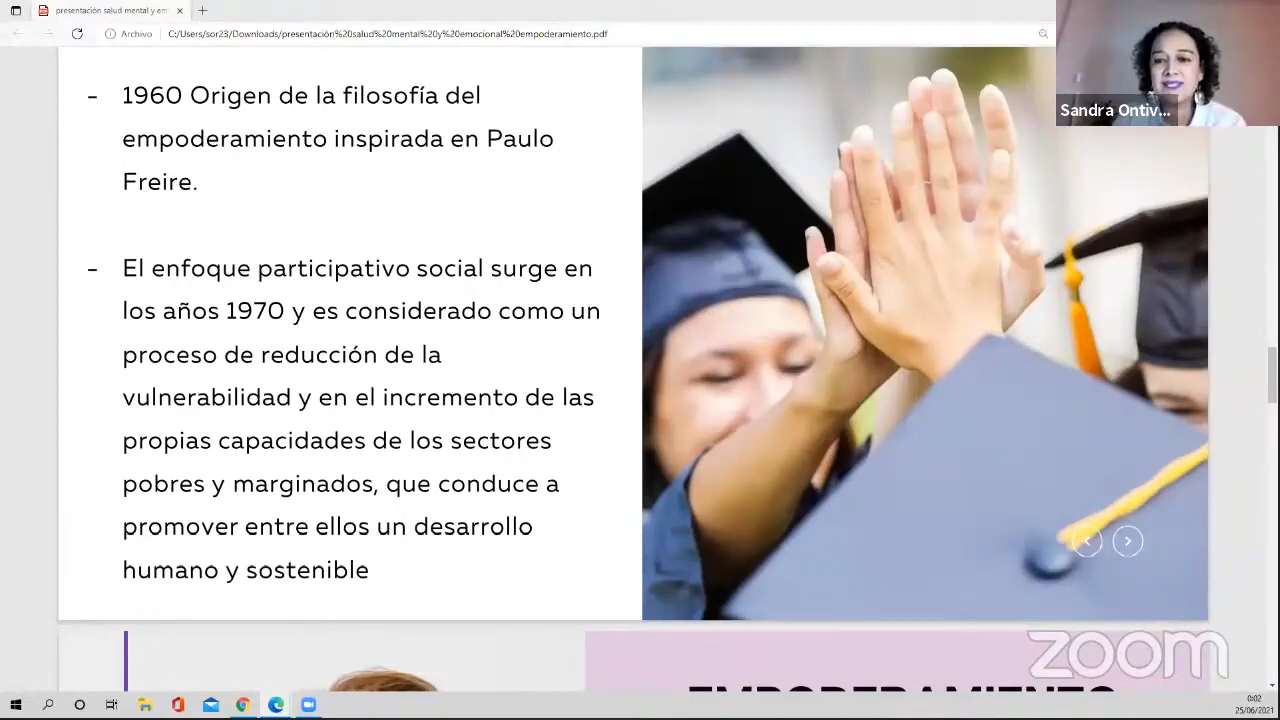 presentación salud mental y em
Archivo
C:/Users/sor23/Downloads/presentación%20salud%20mental%20y%20emocional%20empoderamiento.pdf
Sandra Ontiv...
- 1960 Origen de la filosofía del
empoderamiento inspirada en Paulo
Freire.
- El enfoque participativo social surge en
los años 1970 y es considerado como un
proceso de reducción de la
vulnerabilidad y en el incremento de las
propias capacidades de los sectores
pobres y marginados, que conduce a
promover entre ellos un desarrollo
humano y sostenible
zoom
EMPODERAMIENTO
0:02
25/06/2021